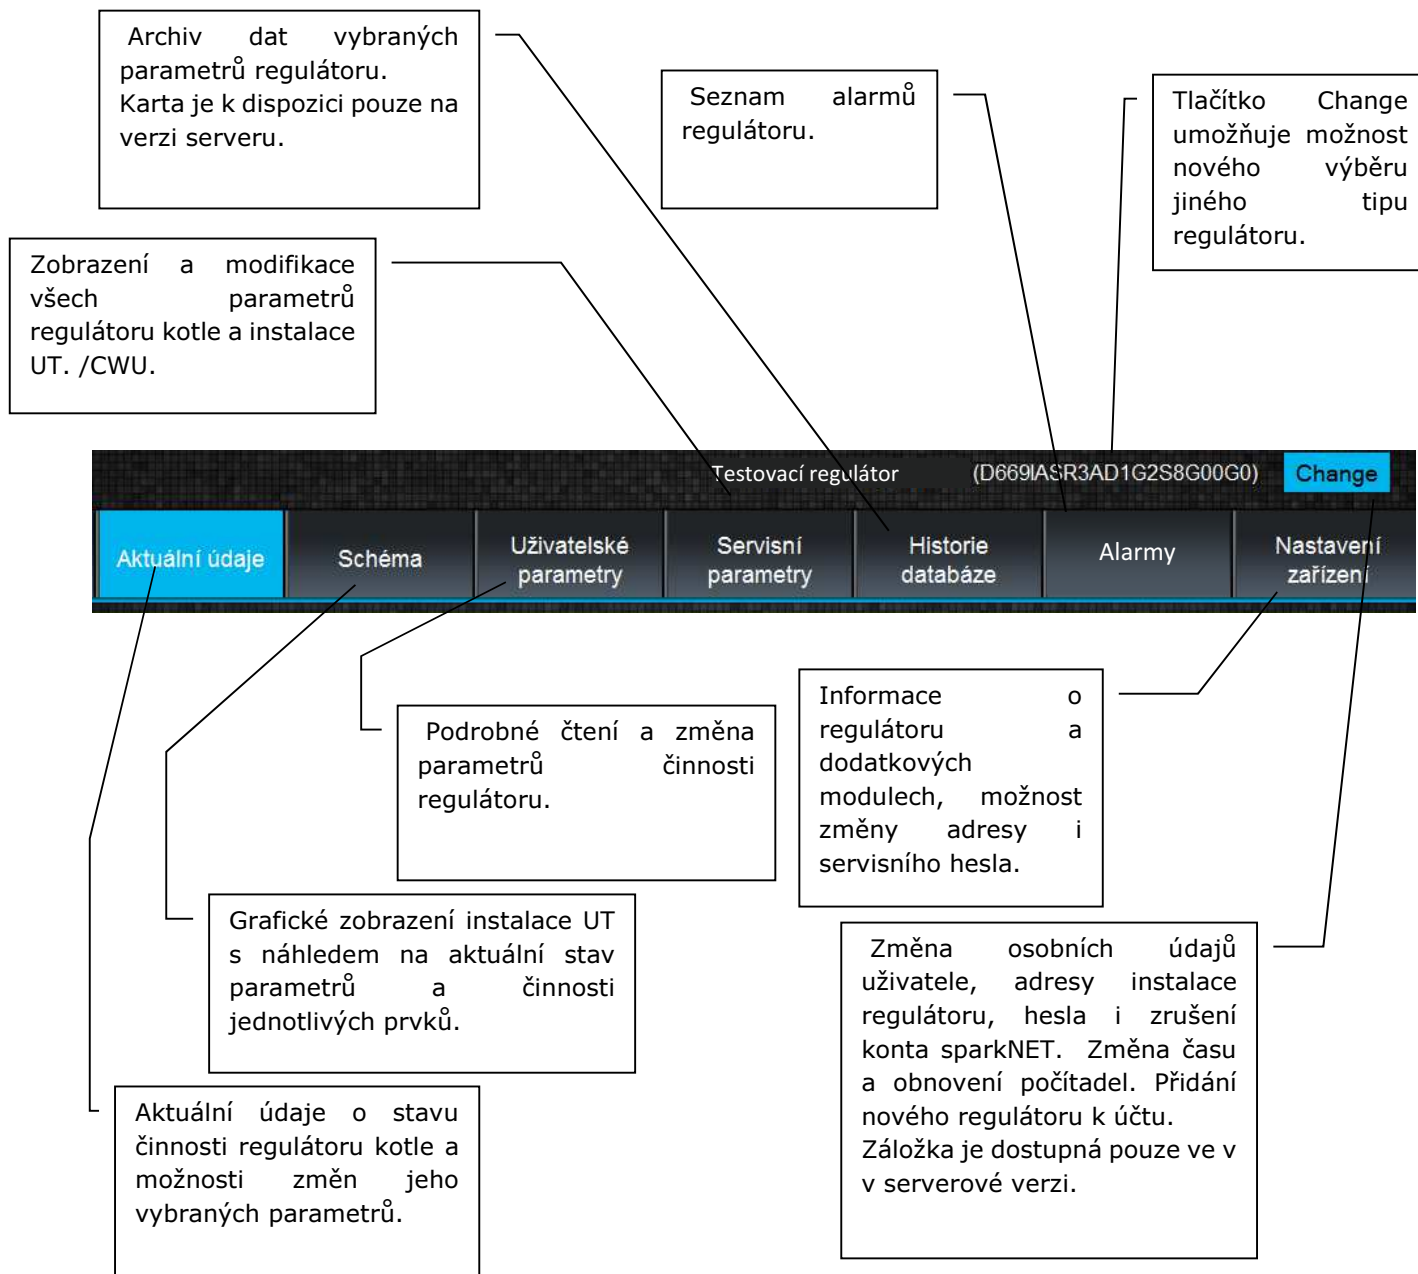 Archiv dat vybraných
parametrů regulátoru.
Karta je k dispozici pouze na
verzi serveru.
Seznam alarmů
regulátoru.
Tlačítko Change
umožňuje možnost
nového výběru
jiného tipu
regulátoru.
Zobrazení a modifikace
všech parametrů
regulátoru kotle a instalace
UT. /CWU.
Testovací regulátor (D669IASR3AD1G2S8G00G0) Change
Aktuální údaje
Schéma
Uživatelské
parametry
Servisní
parametry
Historie
databáze
Alarmy
Nastavení
zařízení
Podrobné čtení a změna
parametrů činnosti
regulátoru.
Informace o
regulátoru a
dodatkových
modulech, možnost
změny adresy i
servisního hesla.
Grafické zobrazení instalace UT
s náhledem na aktuální stav
parametrů a činnosti
jednotlivých prvků.
Změna osobních údajů
uživatele, adresy instalace
regulátoru, hesla i zrušení
konta sparkNET. Změna času
a obnovení počítadel. Přidání
nového regulátoru k účtu.
Záložka je dostupná pouze ve v
v serverové verzi.
Aktuální údaje o stavu
činnosti regulátoru kotle a
možnosti změn jeho
vybraných parametrů.